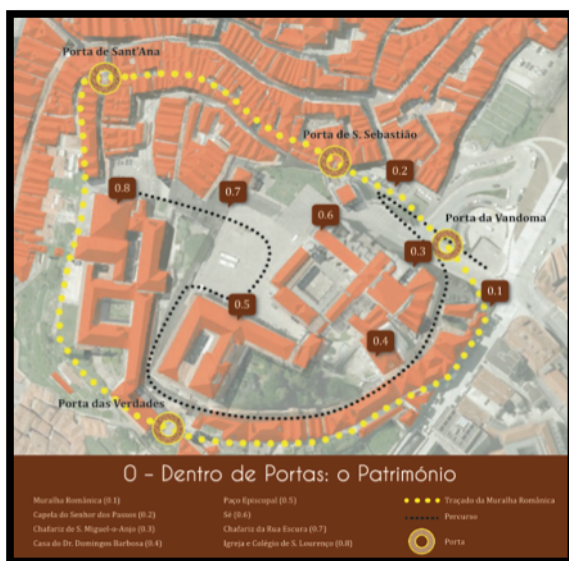 Porta de Sant'Ana
Porta de S. Sebastião
0.2
0.8
0.7
0.6
Porta da Vandoma
0.3
0.1
0.5
0.4
Porta das Verdades
0 – Dentro de Portas: o Património
Muralha Românica (0.1)
Capela do Senhor dos Passos (0.2)
Chafariz de S. Miguel-o-Anjo (0.3)
Casa do Dr. Domingos Barbosa (0.4)
Paço Episcopal (0.5)
Sé (0.6)
Chafariz da Rua Escura (0.7)
Igreja e Colégio de S. Lourenço (0.8)
Traçado da Muralha Românica
Percurso
Porta